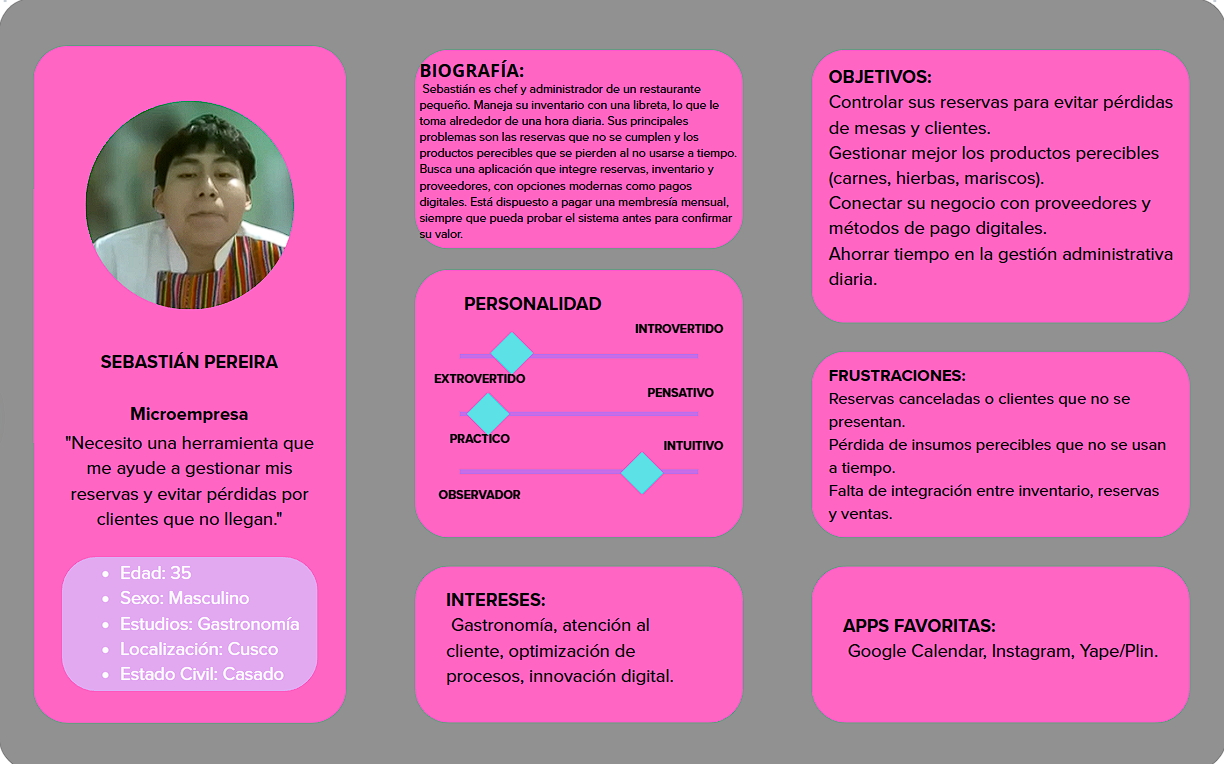 SEBASTIÁN PEREIRA
Microempresa
"Necesito una herramienta que
me ayude a gestionar mis
reservas y evitar pérdidas por
clientes que no llegan."
• Edad: 35
• Sexo: Masculino
• Estudios: Gastronomía
• Localización: Cusco
• Estado Civil: Casado
BIOGRAFÍA:
Sebastián es chef y administrador de un restaurante
pequeño. Maneja su inventario con una libreta, lo que le
toma alrededor de una hora diaria. Sus principales
problemas son las reservas que no se cumplen y los
productos perecibles que se pierden al no usarse a tiempo.
Busca una aplicación que integre reservas, inventario y
proveedores, con opciones modernas como pagos
digitales. Está dispuesto a pagar una membresía mensual,
siempre que pueda probar el sistema antes para confirmar
su valor.
PERSONALIDAD
INTROVERTIDO
EXTROVERTIDO
PENSATIVO
PRACTICO
INTUITIVO
OBSERVADOR
INTERESES:
Gastronomía, atención al
cliente, optimización de
procesos, innovación digital.
OBJETIVOS:
Controlar sus reservas para evitar pérdidas
de mesas y clientes.
Gestionar mejor los productos perecibles
(carnes, hierbas, mariscos).
Conectar su negocio con proveedores y
métodos de pago digitales.
Ahorrar tiempo en la gestión administrativa
diaria.
FRUSTRACIONES:
Reservas canceladas o clientes que no se
presentan.
Pérdida de insumos perecibles que no se usan
a tiempo.
Falta de integración entre inventario, reservas
y ventas.
APPS FAVORITAS:
Google Calendar, Instagram, Yape/Plin.